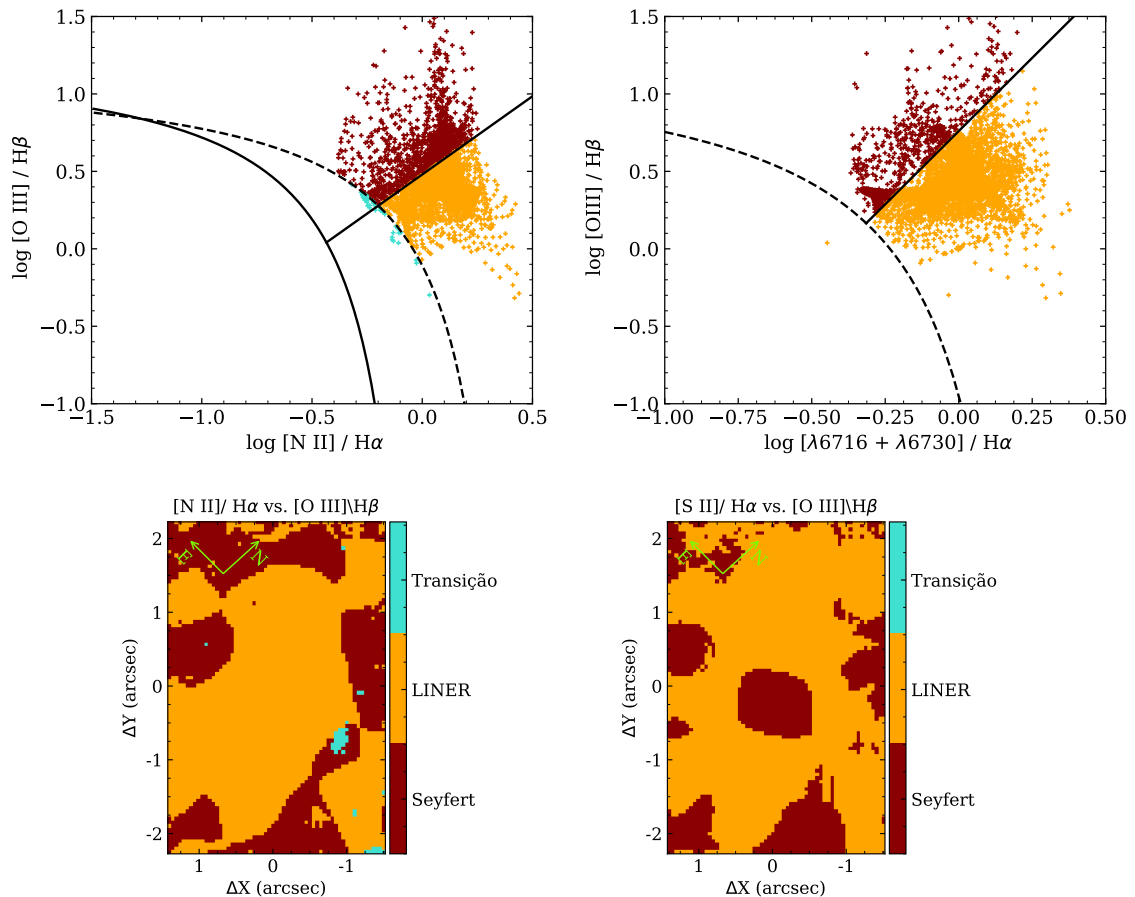 1.5
1.0
0.5
0.0
−0.5
−1.0
log [O III] / Hβ
−1.5
−1.0
−0.5
0.0
0.5
log [N II] / Hα
1.5
1.0
0.5
0.0
−0.5
−1.0
log [OIII] / Hβ
−1.00
−0.75
−0.50
−0.25
0.00
0.25
0.50
log [λ6716 + λ6730] / Hα
[N II]/ Hα vs. [O III]\Hβ
2
1
0
-1
-2
ΔY (arcsec)
E
N
1
0
-1
ΔX (arcsec)
Transição
LINER
Seyfert
[S II]/ Hα vs. [O III]\Hβ
2
1
0
-1
-2
ΔY (arcsec)
E
N
1
0
-1
ΔX (arcsec)
Transição
LINER
Seyfert